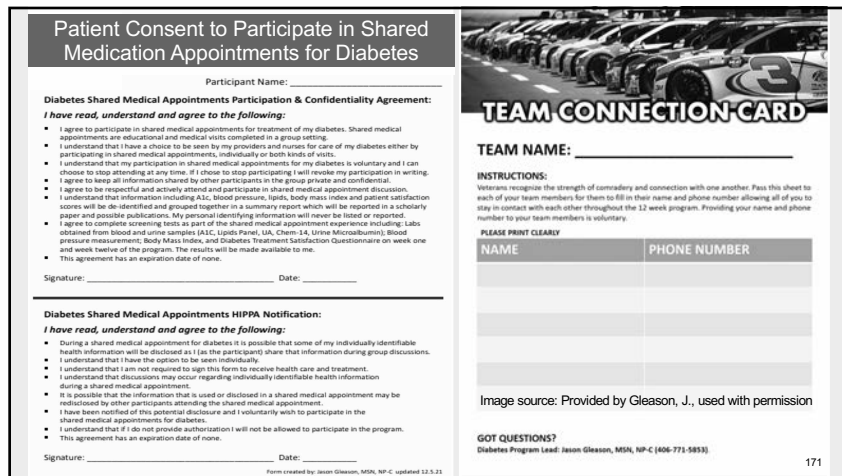 Patient Consent to Participate in Shared
Medication Appointments for Diabetes
Participant Name: ____________________________
Diabetes Shared Medical Appointments Participation & Confidentiality Agreement:
I have read, understand and agree to the following:
▪ I agree to participate in shared medical appointments for treatment of my diabetes. Shared medical
appointments are educational and medical visits completed in a group setting.
▪ I understand that I have a choice to be seen by my providers and nurses for care of my diabetes either by
participating in shared medical appointments, individually or both kinds of visits.
▪ I understand that my participation in shared medical appointments for my diabetes is voluntary and I can
choose to stop attending at any time. If I chose to stop participating I will revoke my participation in writing.
▪ I agree to keep all information shared by other participants in the group private and confidential.
▪ I agree to be respectful and actively attend and participate in shared medical appointment discussion.
▪ I understand that information including A1c, blood pressure, lipids, body mass index and patient satisfaction
scores will be de-identified and grouped together in a summary report which will be reported in a scholarly
paper and possible publications. My personal identifying information will never be listed or reported.
▪ I agree to complete screening tests as part of the shared medical appointment experience including: Labs
obtained from blood and urine samples (A1C, Lipids Panel, UA, Chem-14, Urine Microalbumin); Blood
pressure measurement; Body Mass Index, and Diabetes Treatment Satisfaction Questionnaire on week one
and week twelve of the program. The results will be made available to me.
▪ This agreement has an expiration date of none.
Signature: ____________________________ Date: __________
Diabetes Shared Medical Appointments HIPPA Notification:
I have read, understand and agree to the following:
▪ During a shared medical appointment for diabetes it is possible that some of my individually identifiable
health information will be disclosed as I (as the participant) share that information during group discussions.
▪ I understand that I have the option to be seen individually.
▪ I understand that I am not required to sign this form to receive health care and treatment.
▪ I understand that discussions may occur regarding individually identifiable health information
during a shared medical appointment.
▪ It is possible that the information that is used or disclosed in a shared medical appointment may be
redisclosed by other participants attending the shared medical appointment.
▪ I have been notified of this potential disclosure and I voluntarily wish to participate in the
shared medical appointments for diabetes.
▪ I understand that if I do not provide authorization I will not be allowed to participate in the program.
▪ This agreement has an expiration date of none.
Signature: ____________________________ Date: __________
Form created by: Jason Gleason, MSN, NP-C updated 12.5.21
3
TEAM CONNECTION CARD
TEAM NAME: ____________________
INSTRUCTIONS:
Veterans recognize the strength of comradery and connection with one another. Pass this sheet to
each of your team members for them to fill in their name and phone number allowing all of you to
stay in contact with each other throughout the 12 week program. Providing your name and phone
number to your team members is voluntary.
PLEASE PRINT CLEARLY
NAME PHONE NUMBER
Image source: Provided by Gleason, J., used with permission
GOT QUESTIONS?
Diabetes Program Lead: Jason Gleason, MSN, NP-C (406-771-5853).
171